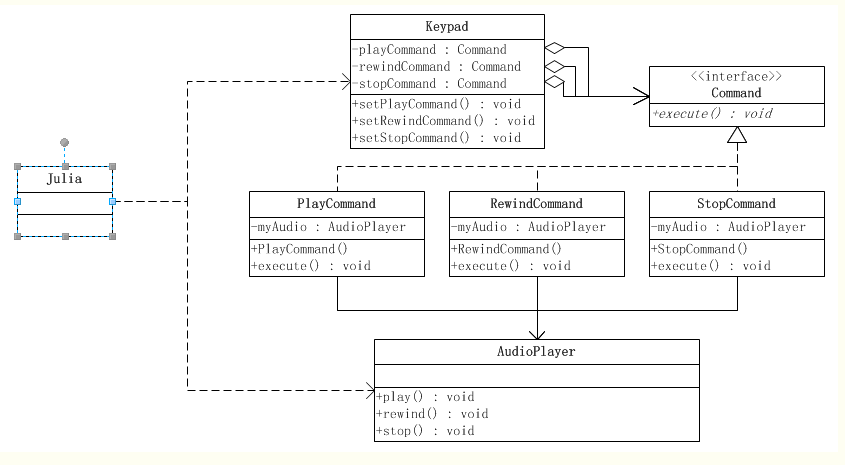 Keypad
-playCommand : Command
-rewindCommand : Command
-stopCommand : Command
+setPlayCommand() : void
+setRewindCommand() : void
+setStopCommand() : void
<<interface>>
Command
+execute() : void
Julia
PlayCommand
-myAudio : AudioPlayer
+PlayCommand()
+execute() : void
RewindCommand
-myAudio : AudioPlayer
+RewindCommand()
+execute() : void
StopCommand
-myAudio : AudioPlayer
+StopCommand()
+execute() : void
AudioPlayer
+play() : void
+rewind() : void
+stop() : void